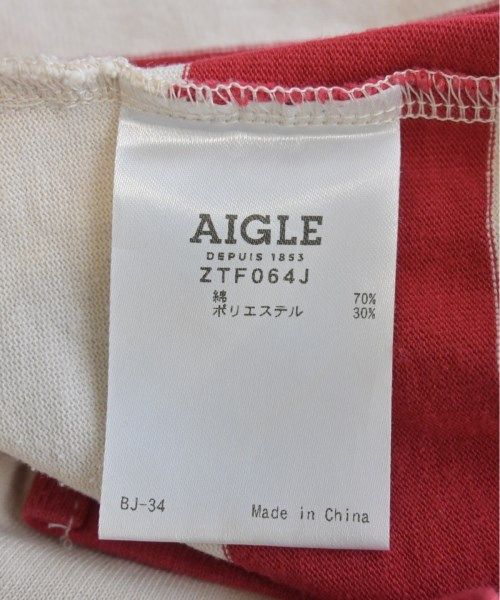 AIGLE
DEPUIS 1853
ZTF064J
綿 70%
ポリエステル 30%
BJ-34 Made in China